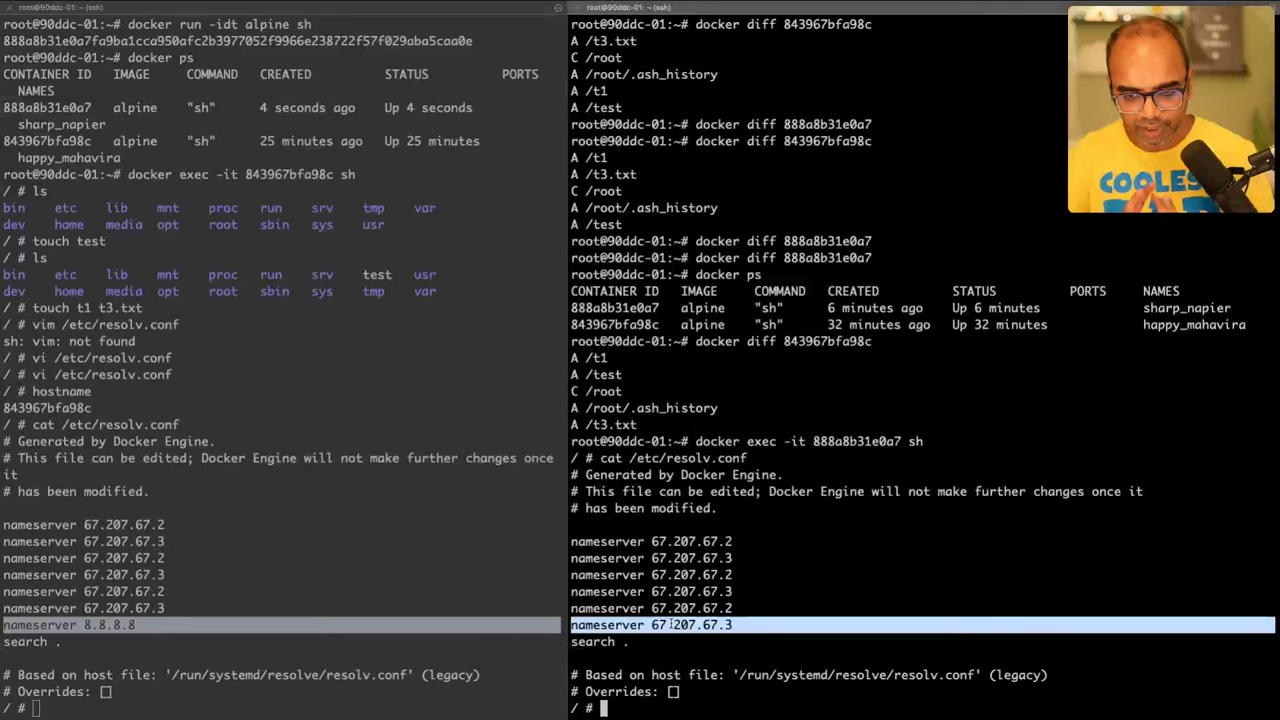 root@90ddc-01: ~ (ssh)
root@90ddc-01:~# docker run -idt alpine sh
888a8b31e0a7fa9ba1cca950afc2b3977052f9966e238722f57f029aba5caa0e
root@90ddc-01:~# docker ps
CONTAINER ID   IMAGE     COMMAND   CREATED          STATUS          PORTS
  NAMES
888a8b31e0a7   alpine    "sh"      4 seconds ago    Up 4 seconds
  sharp_napier
843967bfa98c   alpine    "sh"      25 minutes ago   Up 25 minutes
  happy_mahavira
root@90ddc-01:~# docker exec -it 843967bfa98c sh
/ # ls
bin    etc    lib    mnt    proc   run    srv    tmp    var
dev    home   media  opt    root   sbin   sys    usr
/ # touch test
/ # ls
bin    etc    lib    mnt    proc   run    srv    test   usr
dev    home   media  opt    root   sbin   sys    tmp    var
/ # touch t1 t3.txt
/ # vim /etc/resolv.conf
sh: vim: not found
/ # vi /etc/resolv.conf
/ # vi /etc/resolv.conf
/ # hostname
843967bfa98c
/ # cat /etc/resolv.conf
# Generated by Docker Engine.
# This file can be edited; Docker Engine will not make further changes once
it
# has been modified.
nameserver 67.207.67.2
nameserver 67.207.67.3
nameserver 67.207.67.2
nameserver 67.207.67.3
nameserver 67.207.67.2
nameserver 67.207.67.3
nameserver 8.8.8.8
search .
# Based on host file: '/run/systemd/resolve/resolv.conf' (legacy)
# Overrides: []
/ #
root@90ddc-01: ~ (ssh)
root@90ddc-01:~# docker diff 843967bfa98c
A /t3.txt
C /root
A /root/.ash_history
A /t1
A /test
root@90ddc-01:~# docker diff 888a8b31e0a7
root@90ddc-01:~# docker diff 843967bfa98c
A /t1
A /t3.txt
C /root
A /root/.ash_history
A /test
root@90ddc-01:~# docker diff 888a8b31e0a7
root@90ddc-01:~# docker diff 888a8b31e0a7
root@90ddc-01:~# docker ps
CONTAINER ID   IMAGE     COMMAND   CREATED          STATUS          PORTS     NAMES
888a8b31e0a7   alpine    "sh"      6 minutes ago    Up 6 minutes              sharp_napier
843967bfa98c   alpine    "sh"      32 minutes ago   Up 32 minutes             happy_mahavira
root@90ddc-01:~# docker diff 843967bfa98c
A /t1
A /test
C /root
A /root/.ash_history
A /t3.txt
root@90ddc-01:~# docker exec -it 888a8b31e0a7 sh
/ # cat /etc/resolv.conf
# Generated by Docker Engine.
# This file can be edited; Docker Engine will not make further changes once it
# has been modified.
nameserver 67.207.67.2
nameserver 67.207.67.3
nameserver 67.207.67.2
nameserver 67.207.67.3
nameserver 67.207.67.2
nameserver 67.207.67.3
search .
# Based on host file: '/run/systemd/resolve/resolv.conf' (legacy)
# Overrides: []
/ #
COOLES